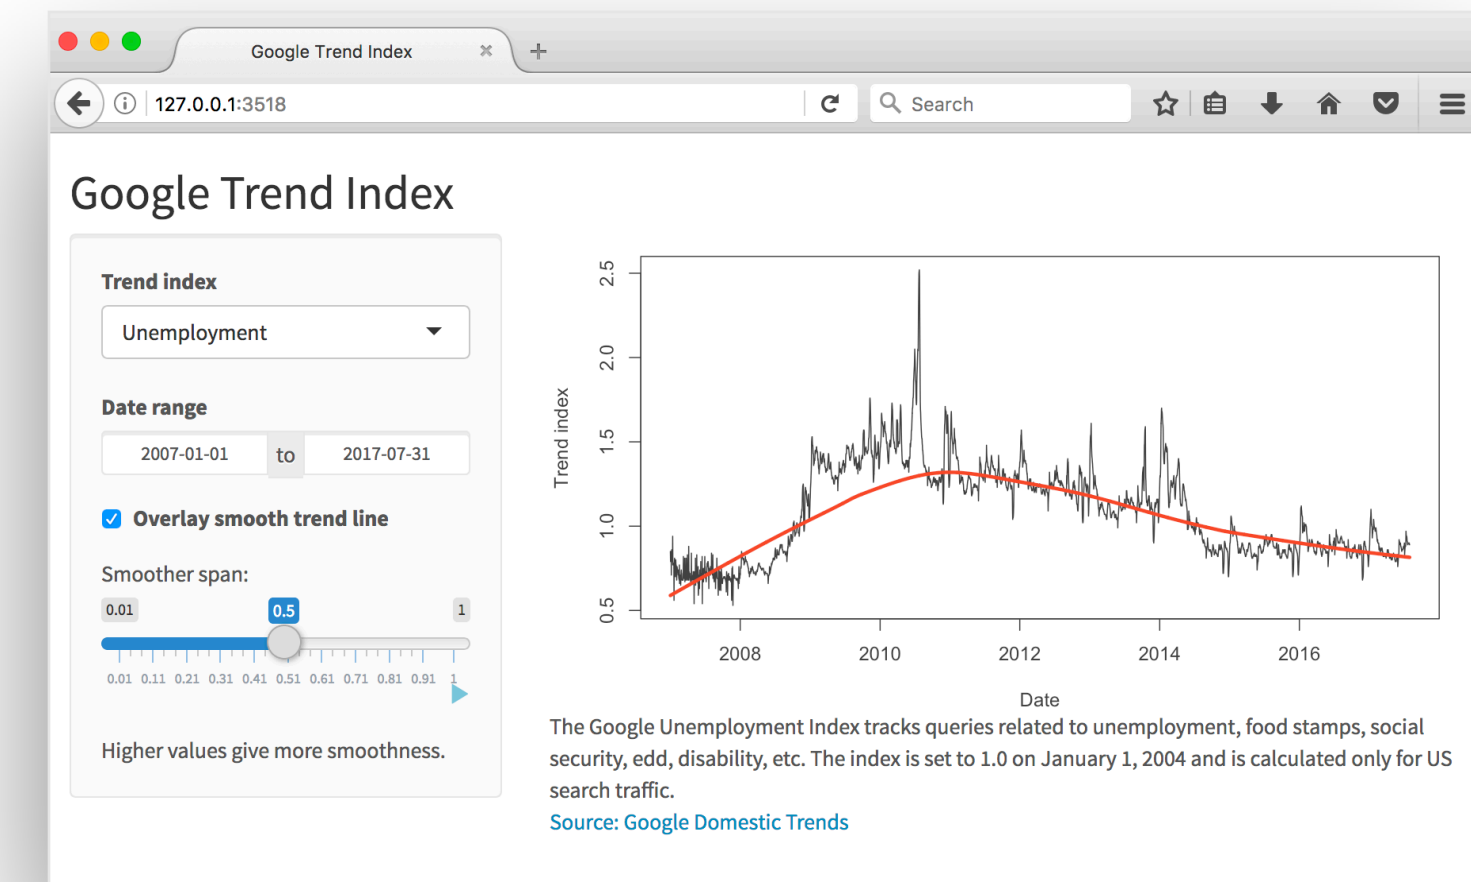 Google Trend Index
127.0.0.1:3518
Search
Google Trend Index
Trend index
Unemployment
Date range
2007-01-01 to 2017-07-31
Overlay smooth trend line
Smoother span:
0.01 0.5 1
0.01 0.11 0.21 0.31 0.41 0.51 0.61 0.71 0.81 0.91 1
Higher values give more smoothness.
Trend index
2.5
2.0
1.5
1.0
0.5
2008 2010 2012 2014 2016
Date
The Google Unemployment Index tracks queries related to unemployment, food stamps, social
security, edd, disability, etc. The index is set to 1.0 on January 1, 2004 and is calculated only for US
search traffic.
Source: Google Domestic Trends